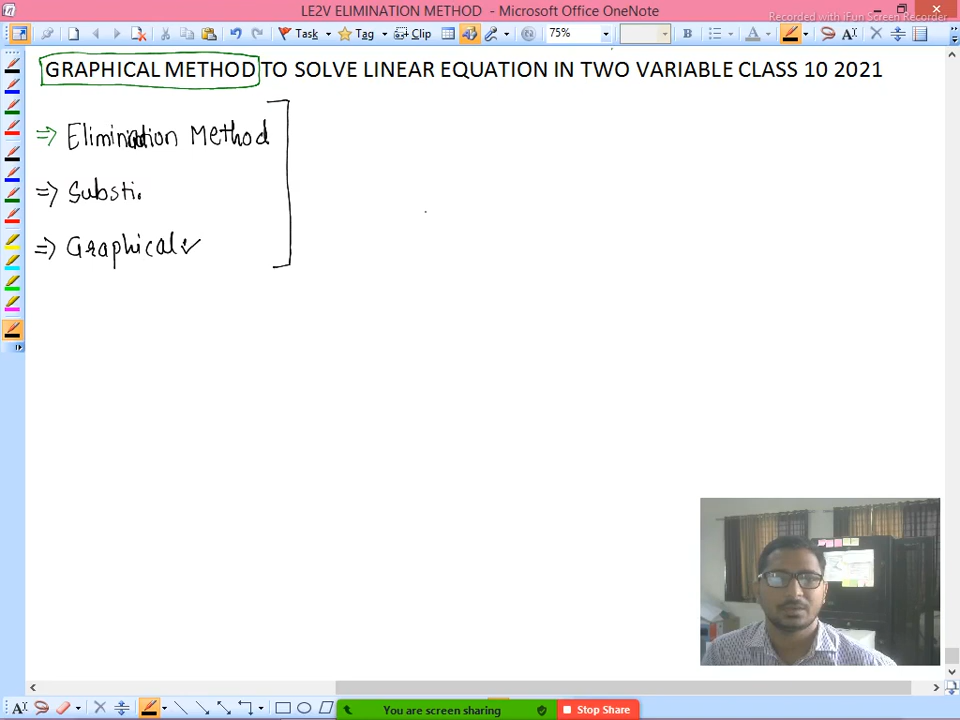 LE2V ELIMINATION METHOD - Microsoft Office OneNote
Recorded with iFun Screen Recorder
Task Tag Clip 75% B A A
GRAPHICAL METHOD TO SOLVE LINEAR EQUATION IN TWO VARIABLE CLASS 10 2021
⇒ Elimination Method
⇒ Substi.
⇒ Graphical ✓
A You are screen sharing Stop Share